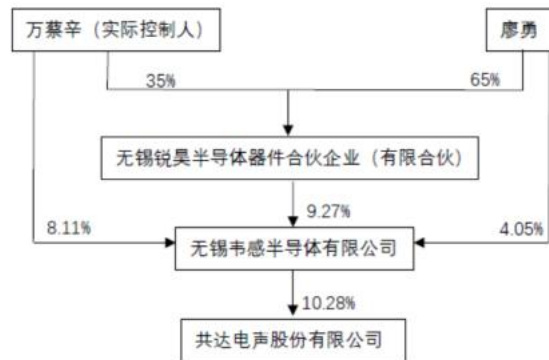 万蔡辛（实际控制人）
廖勇
35%
65%
无锡锐昊半导体器件合伙企业（有限合伙）
9.27%
8.11%
4.05%
无锡韦感半导体有限公司
10.28%
共达电声股份有限公司